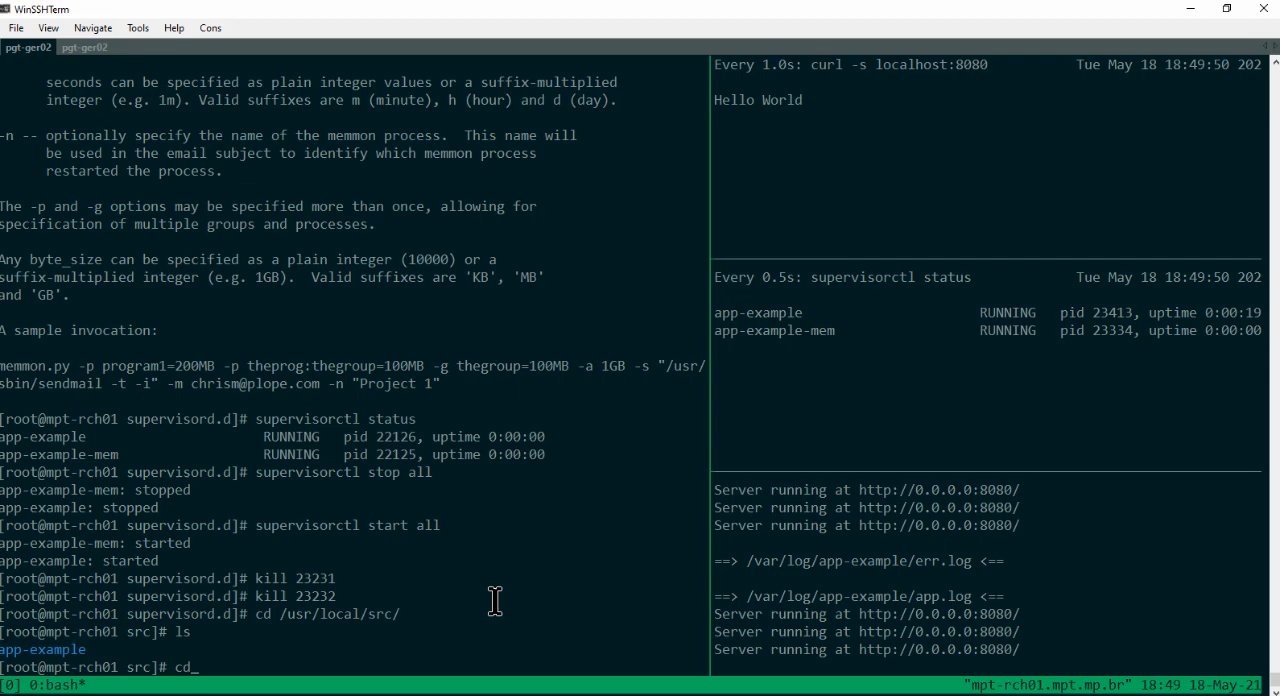 WinSSHTerm
File View Navigate Tools Help Cons
pgt-ger02 pgt-ger02
seconds can be specified as plain integer values or a suffix-multiplied
integer (e.g. 1m). Valid suffixes are m (minute), h (hour) and d (day).
-n -- optionally specify the name of the memmon process.  This name will
be used in the email subject to identify which memmon process
restarted the process.
The -p and -g options may be specified more than once, allowing for
specification of multiple groups and processes.
Any byte_size can be specified as a plain integer (10000) or a
suffix-multiplied integer (e.g. 1GB).  Valid suffixes are 'KB', 'MB'
and 'GB'.
A sample invocation:
memmon.py -p program1=200MB -p theprog:thegroup=100MB -g thegroup=100MB -a 1GB -s "/usr/
sbin/sendmail -t -i" -m chrism@plope.com -n "Project 1"
[root@mpt-rch01 supervisord.d]# supervisorctl status
app-example RUNNING pid 22126, uptime 0:00:00
app-example-mem RUNNING pid 22125, uptime 0:00:00
[root@mpt-rch01 supervisord.d]# supervisorctl stop all
app-example-mem: stopped
app-example: stopped
[root@mpt-rch01 supervisord.d]# supervisorctl start all
app-example-mem: started
app-example: started
[root@mpt-rch01 supervisord.d]# kill 23231
[root@mpt-rch01 supervisord.d]# kill 23232
[root@mpt-rch01 supervisord.d]# cd /usr/local/src/
[root@mpt-rch01 src]# ls
app-example
[root@mpt-rch01 src]# cd_
Every 1.0s: curl -s localhost:8080 Tue May 18 18:49:50 202
Hello World
Every 0.5s: supervisorctl status Tue May 18 18:49:50 202
app-example RUNNING pid 23413, uptime 0:00:19
app-example-mem RUNNING pid 23334, uptime 0:00:00
Server running at http://0.0.0.0:8080/
Server running at http://0.0.0.0:8080/
Server running at http://0.0.0.0:8080/
==> /var/log/app-example/err.log <==
==> /var/log/app-example/app.log <==
Server running at http://0.0.0.0:8080/
Server running at http://0.0.0.0:8080/
Server running at http://0.0.0.0:8080/
[0] 0:bash* "mpt-rch01.mpt.mp.br" 18:49 18-May-21